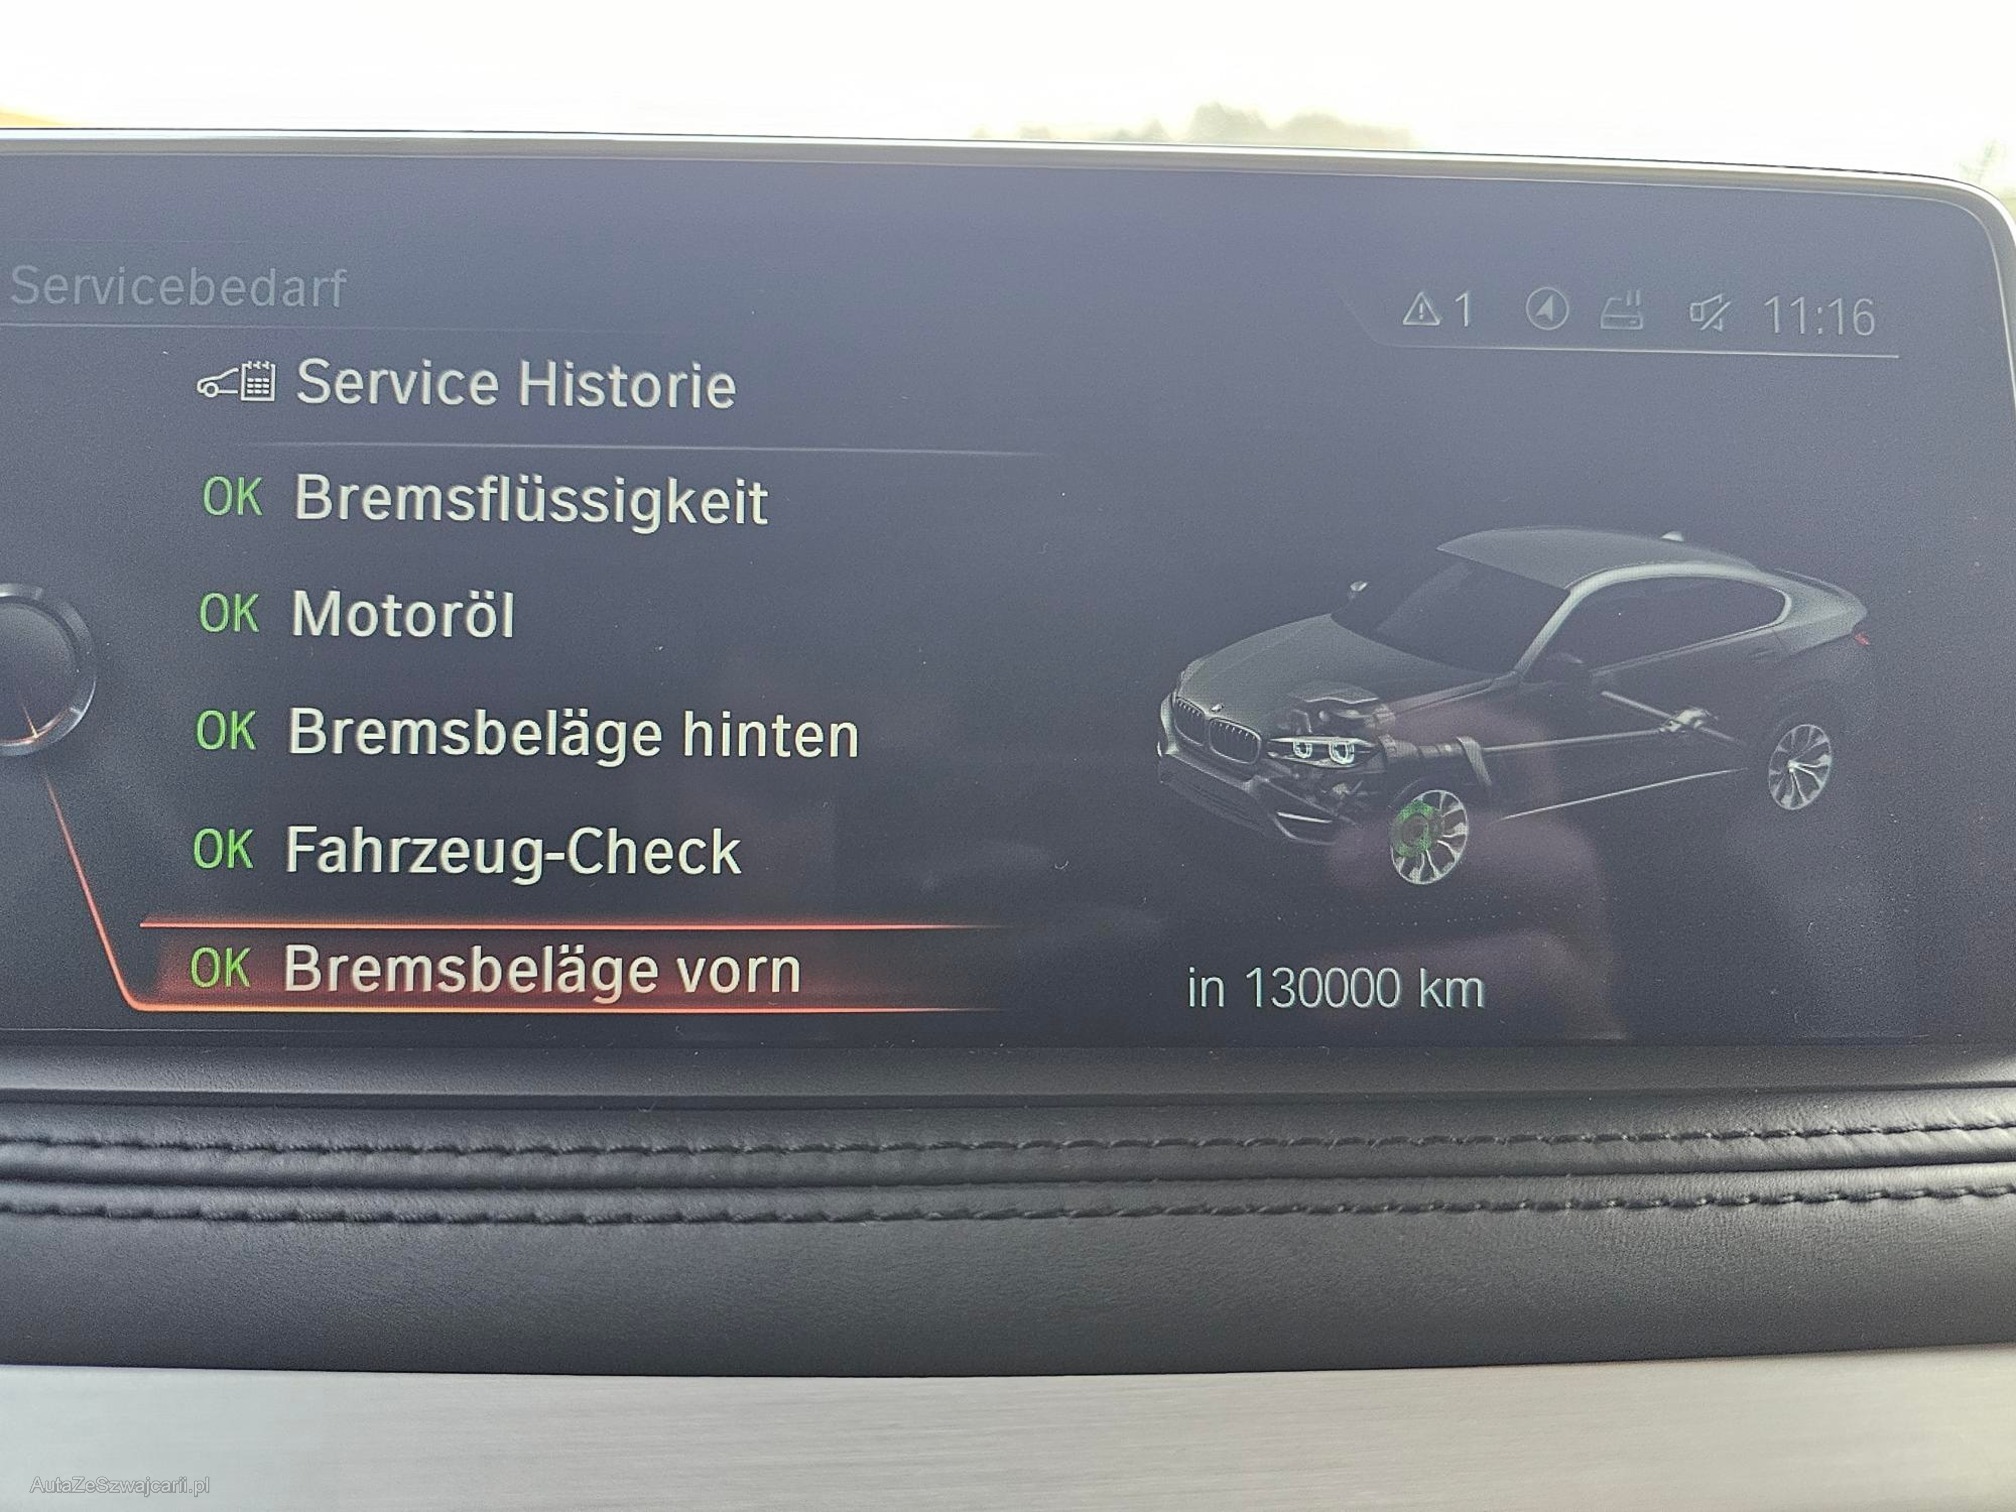 Servicebedarf
1 11:16
Service Historie
OK Bremsflüssigkeit
OK Motoröl
OK Bremsbeläge hinten
OK Fahrzeug-Check
OK Bremsbeläge vorn
in 130000 km
AutaZeSzwajcarii.pl